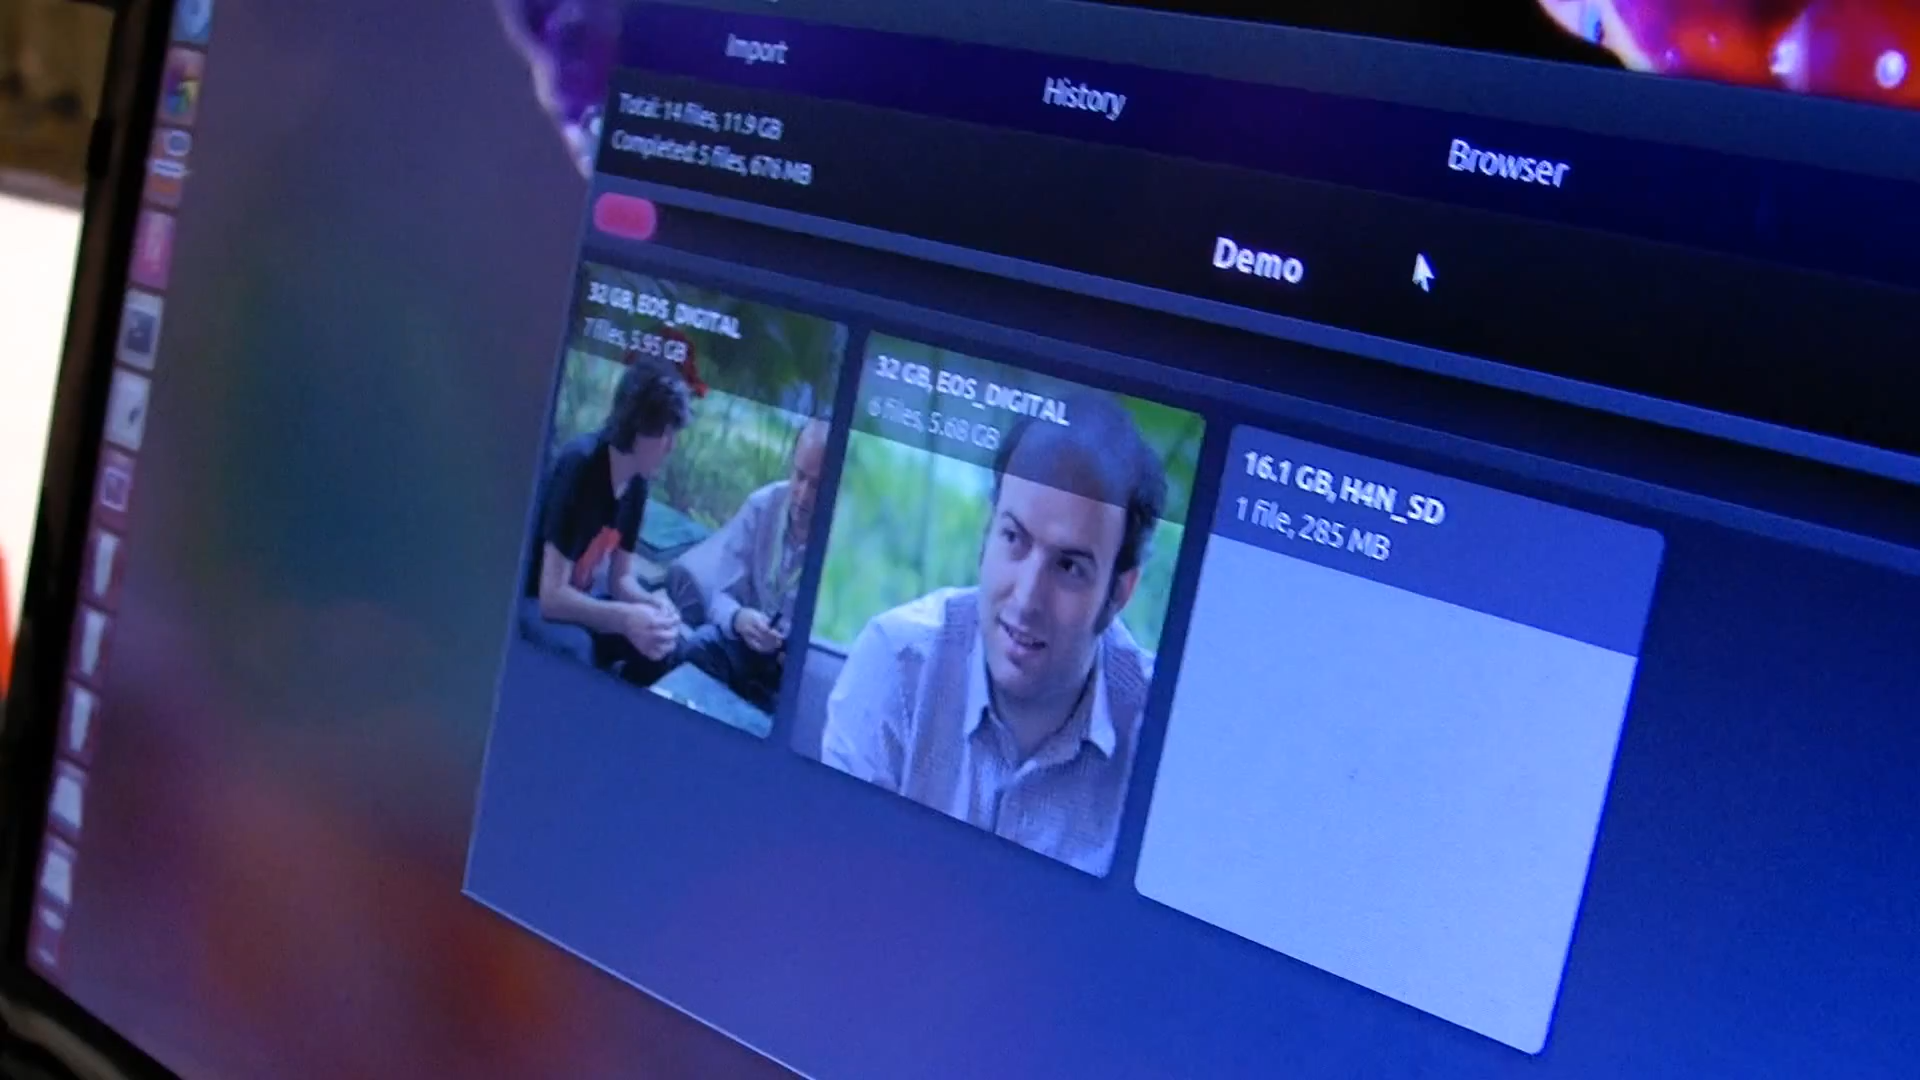 Import
History
Browser
Total: 14 files, 11.9 GB
Completed: 5 files, 676 MB
Demo
32 GB, EOS_DIGITAL
7 files, 5.95 GB
32 GB, EOS_DIGITAL
6 files, 5.68 GB
16.1 GB, H4N_SD
1 file, 285 MB